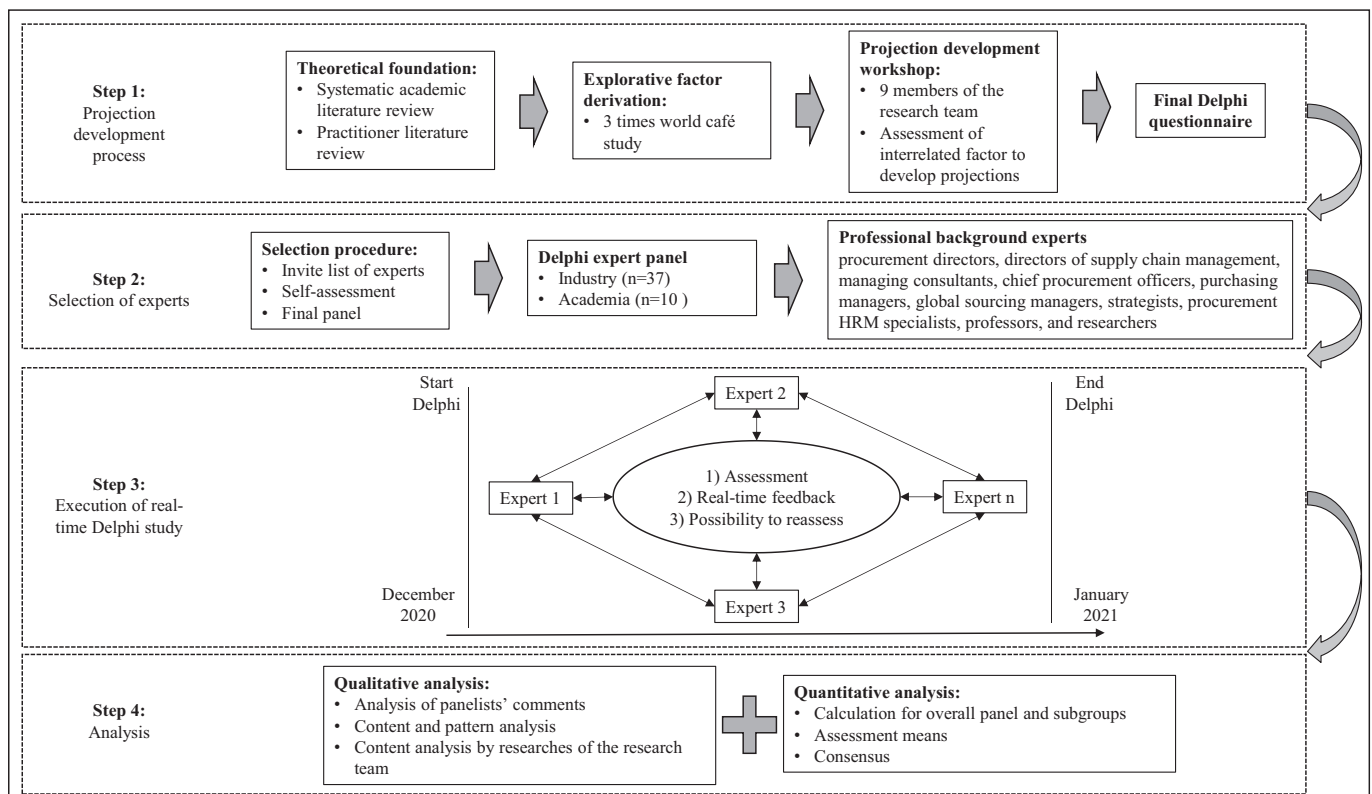 Step 1:
Projection
development
process
Theoretical foundation:
• Systematic academic
literature review
• Practitioner literature
review
Explorative factor
derivation:
• 3 times world café
study
Projection development
workshop:
• 9 members of the
research team
• Assessment of
interrelated factor to
develop projections
Final Delphi
questionnaire
Step 2:
Selection of experts
Selection procedure:
• Invite list of experts
• Self-assessment
• Final panel
Delphi expert panel
• Industry (n=37)
• Academia (n=10 )
Professional background experts
procurement directors, directors of supply chain management,
managing consultants, chief procurement officers, purchasing
managers, global sourcing managers, strategists, procurement
HRM specialists, professors, and researchers
Step 3:
Execution of real-
time Delphi study
Start
Delphi
End
Delphi
Expert 2
Expert 1
1) Assessment
2) Real-time feedback
3) Possibility to reassess
Expert n
Expert 3
December
2020
January
2021
Step 4:
Analysis
Qualitative analysis:
• Analysis of panelists’ comments
• Content and pattern analysis
• Content analysis by researches of the research
team
Quantitative analysis:
• Calculation for overall panel and subgroups
• Assessment means
• Consensus